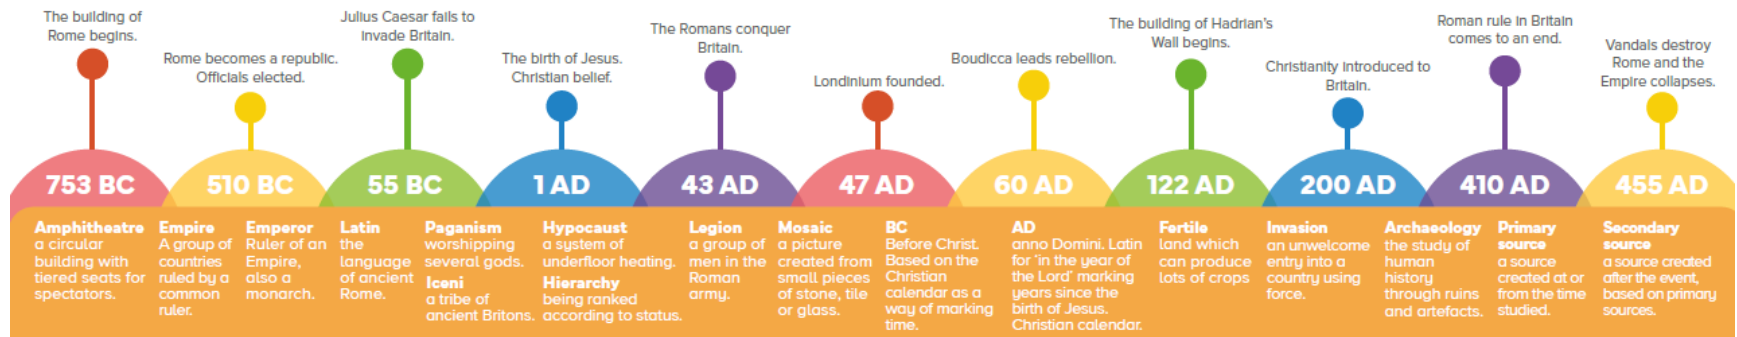 The building of
Rome begins.
753 BC
Rome becomes a republic.
Officials elected.
510 BC
Julius Caesar fails to
invade Britain.
55 BC
The birth of Jesus.
Christian belief.
1 AD
The Romans conquer
Britain.
43 AD
Londinium founded.
47 AD
Boudicca leads rebellion.
60 AD
The building of Hadrian's
Wall begins.
122 AD
Christianity introduced to
Britain.
200 AD
Roman rule in Britain
comes to an end.
410 AD
Vandals destroy
Rome and the
Empire collapses.
455 AD
Amphitheatre
a circular
building with
tiered seats for
spectators.
Empire
A group of
countries
ruled by a
common
ruler.
Emperor
Ruler of an
Empire,
also a
monarch.
Latin
the
language
of ancient
Rome.
Paganism
worshipping
several gods.
Iceni
a tribe of
ancient Britons.
Hypocaust
a system of
underfloor heating.
Hierarchy
being ranked
according to status.
Legion
a group of
men in the
Roman
army.
Mosaic
a picture
created from
small pieces
of stone, tile
or glass.
BC
Before Christ.
Based on the
Christian
calendar as a
way of marking
time.
AD
anno Domini. Latin
for 'in the year of
the Lord' marking
years since the
birth of Jesus.
Christian calendar.
Fertile
land which
can produce
lots of crops
Invasion
an unwelcome
entry into a
country using
force.
Archaeology
the study of
human
history
through ruins
and artefacts.
Primary
source
a source
created at or
from the time
studied.
Secondary
source
a source created
after the event,
based on primary
sources.